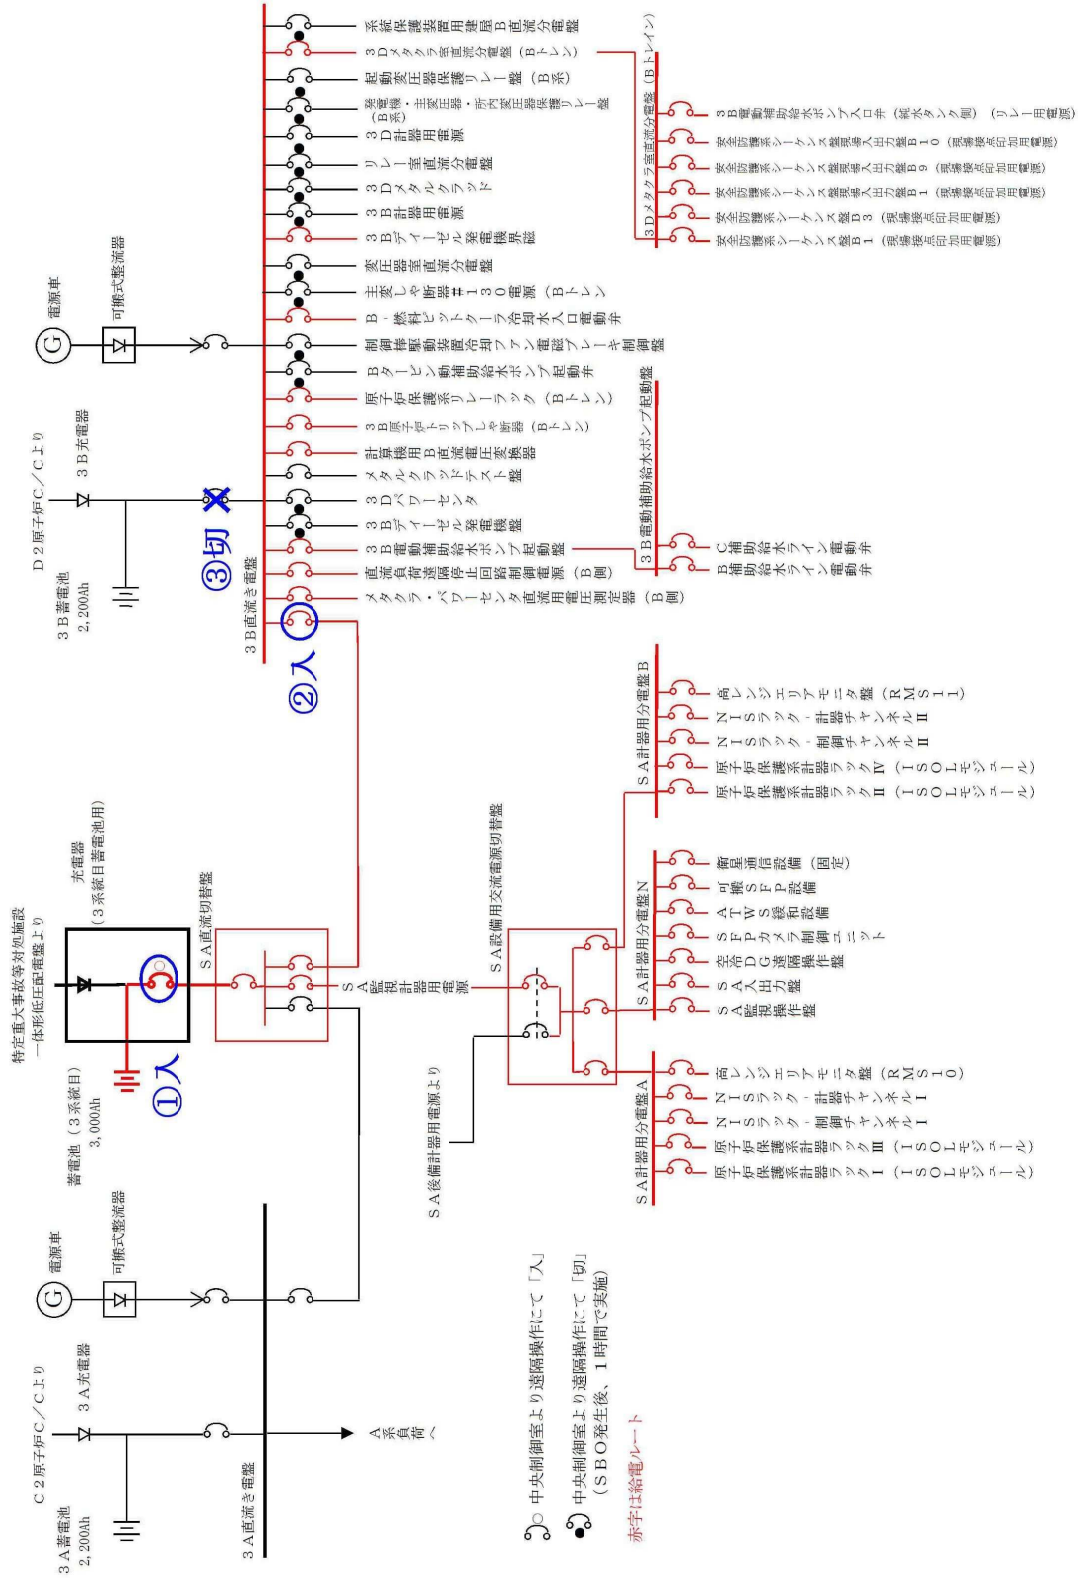 C2原子炉C/Cより
3A蓄電池
2,200Ah
3A充電器
電源車
G
可搬式整流器
3A直流き電盤
A系負荷へ
特定重大事故等対処施設
一体形低圧配電盤より
充電器
(3系統目蓄電池用)
蓄電池(3系統目)
3,000Ah
①入
SA直流切替盤
D2原子炉C/Cより
3B蓄電池
2,200Ah
3B充電器
③切
電源車
G
可搬式整流器
3B直流き電盤
②入
メタクラ・パワーセンタ直流用電圧測定器(B側)
直流負荷遠隔停止回路制御電源(B側)
3B電動補助給水ポンプ起動盤
3Bディーゼル発電機盤
3Dパワーセンタ
メタルクラッドテスト盤
計算機用B直流電圧変換器
3B原子炉トリップしゃ断器(Bトレン)
原子炉保護系リレーラック(Bトレン)
Bタービン動補助給水ポンプ起動弁
制御棒駆動装置冷却ファン電磁ブレーキ制御盤
B-燃料ピットクーラ冷却水入口電動弁
主変しゃ断器#130電源(Bトレン
変圧器室直流分電盤
3Bディーゼル発電機界磁
3B計器用電源
3Dメタルクラッド
リレー室直流分電盤
3D計器用電源
発電機・主変圧器・所内変圧器保護リレー盤
(B系)
起動変圧器保護リレー盤(B系)
3Dメタクラ室直流分電盤(Bトレン)
系統保護装置用建屋B直流分電盤
3B電動補助給水ポンプ起動盤
B補助給水ライン電動弁
C補助給水ライン電動弁
3Dメタクラ室直流分電盤(Bトレイン)
安全防護系シーケンス盤B1(現場接点印加用電源)
安全防護系シーケンス盤B3(現場接点印加用電源)
安全防護系シーケンス盤現場入出力盤B1(現場接点印加用電源)
安全防護系シーケンス盤現場入出力盤B9(現場接点印加用電源)
安全防護系シーケンス盤現場入出力盤B10(現場接点印加用電源)
3B電動補助給水ポンプ入口弁(純水タンク側)(リレー用電源)
SA監視計器用電源
SA後備計器用電源より
SA設備用交流電源切替盤
SA計器用分電盤A
原子炉保護系計器ラックⅠ(ISOLモジュール)
原子炉保護系計器ラックⅢ(ISOLモジュール)
NISラック-制御チャンネルⅠ
NISラック-計器チャンネルⅠ
高レンジエリアモニタ盤(RMS10)
SA計器用分電盤N
SA監視操作盤
SA入出力盤
空冷DG遠隔操作盤
SFPカメラ制御ユニット
ATWS緩和設備
可搬SFP設備
衛星通信設備(固定)
SA計器用分電盤B
原子炉保護系計器ラックⅡ(ISOLモジュール)
原子炉保護系計器ラックⅣ(ISOLモジュール)
NISラック-制御チャンネルⅡ
NISラック-計器チャンネルⅡ
高レンジエリアモニタ盤(RMS11)
中央制御室より遠隔操作にて「入」
中央制御室より遠隔操作にて「切」
(SBO発生後、1時間で実施)
赤字は給電ルート